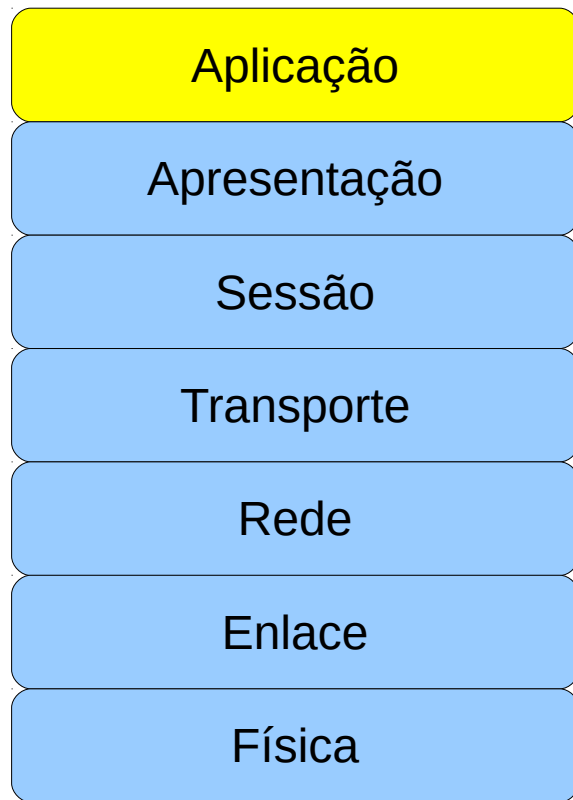 Aplicação
Apresentação
Sessão
Transporte
Rede
Enlace
Física